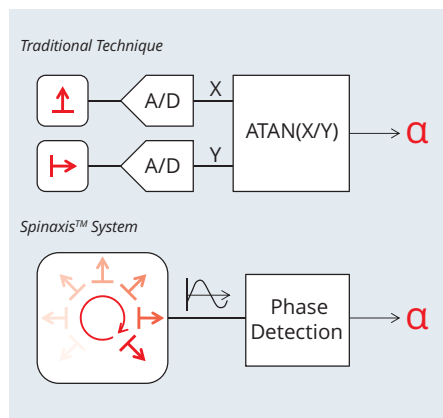 Traditional Technique
A/D
X
ATAN(X/Y)
α
A/D
Y
Spinaxis™ System
Phase
Detection
α